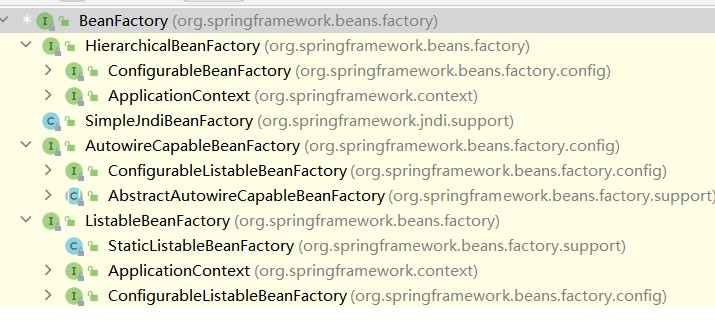 BeanFactory (org.springframework.beans.factory)
HierarchicalBeanFactory (org.springframework.beans.factory)
ConfigurableBeanFactory (org.springframework.beans.factory.config)
ApplicationContext (org.springframework.context)
SimpleJndiBeanFactory (org.springframework.jndi.support)
AutowireCapableBeanFactory (org.springframework.beans.factory.config)
ConfigurableListableBeanFactory (org.springframework.beans.factory.config)
AbstractAutowireCapableBeanFactory (org.springframework.beans.factory.support)
ListableBeanFactory (org.springframework.beans.factory)
StaticListableBeanFactory (org.springframework.beans.factory.support)
ApplicationContext (org.springframework.context)
ConfigurableListableBeanFactory (org.springframework.beans.factory.config)